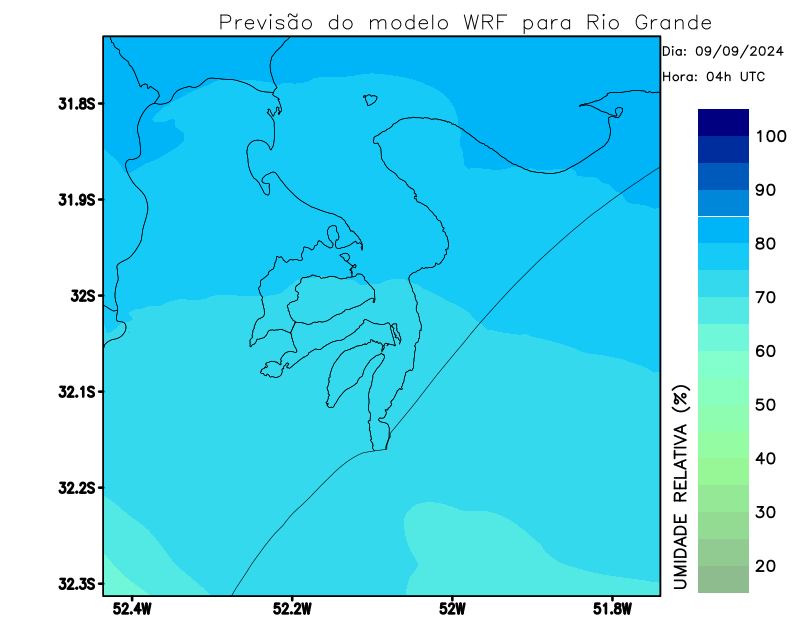 Previsão do modelo WRF para Rio Grande
Dia: 09/09/2024
Hora: 04h UTC
31.8S
31.9S
32S
32.1S
32.2S
32.3S
52.4W
52.2W
52W
51.8W
100
90
80
70
60
50
40
30
20
UMIDADE RELATIVA (%)